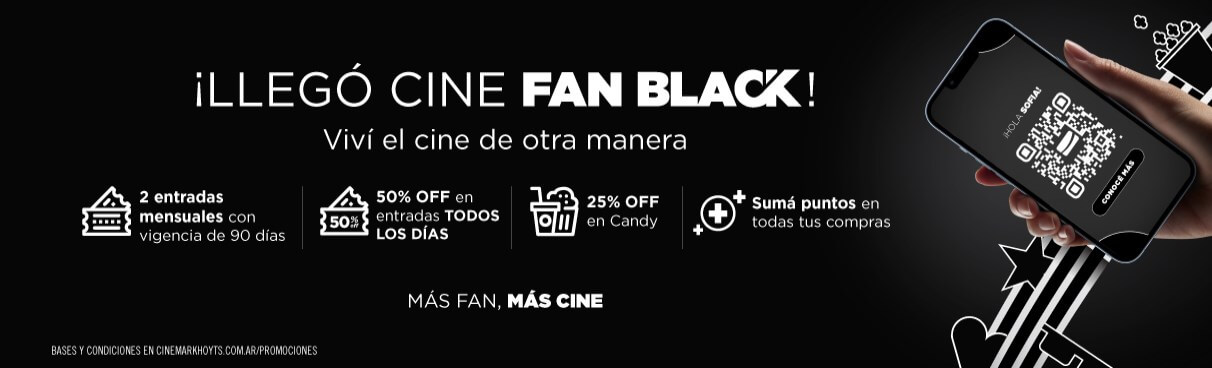 ¡LLEGÓ CINE FAN BLACK!
Viví el cine de otra manera
2 entradas
mensuales con
vigencia de 90 días
50%
OFF
50% OFF en
entradas TODOS
LOS DÍAS
25% OFF
en Candy
Sumá puntos en
todas tus compras
MÁS FAN, MÁS CINE
BASES Y CONDICIONES EN CINEMARKHOYTS.COM.AR/PROMOCIONES
¡HOLA SOFIA!
CONOCÉ MÁS